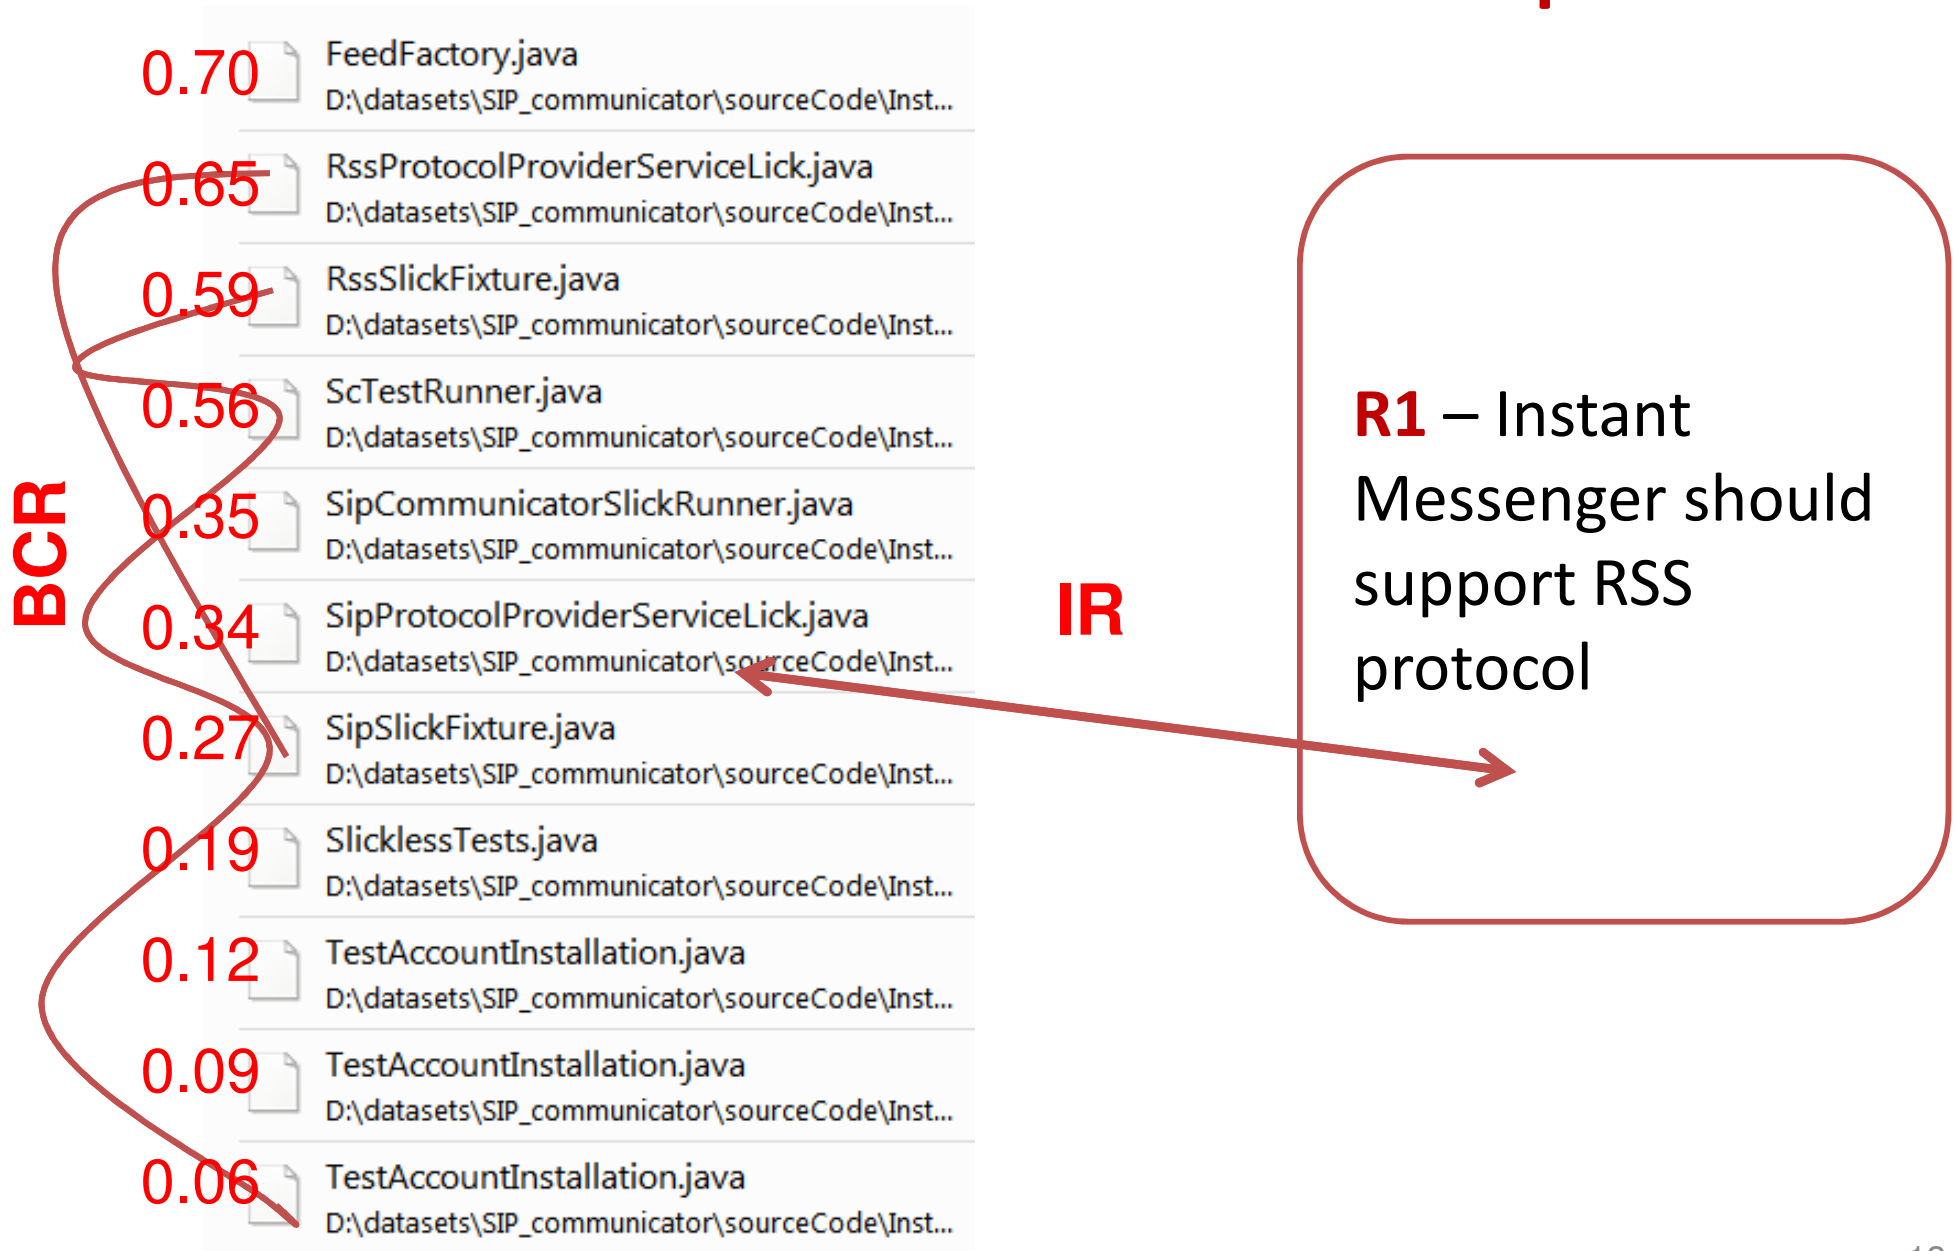 0.70 FeedFactory.java
D:\datasets\SIP_communicator\sourceCode\Inst...
0.65 RssProtocolProviderServiceLick.java
D:\datasets\SIP_communicator\sourceCode\Inst...
0.59 RssSlickFixture.java
D:\datasets\SIP_communicator\sourceCode\Inst...
0.56 ScTestRunner.java
D:\datasets\SIP_communicator\sourceCode\Inst...
0.35 SipCommunicatorSlickRunner.java
D:\datasets\SIP_communicator\sourceCode\Inst...
0.34 SipProtocolProviderServiceLick.java
D:\datasets\SIP_communicator\sourceCode\Inst...
0.27 SipSlickFixture.java
D:\datasets\SIP_communicator\sourceCode\Inst...
0.19 SlicklessTests.java
D:\datasets\SIP_communicator\sourceCode\Inst...
0.12 TestAccountInstallation.java
D:\datasets\SIP_communicator\sourceCode\Inst...
0.09 TestAccountInstallation.java
D:\datasets\SIP_communicator\sourceCode\Inst...
0.06 TestAccountInstallation.java
D:\datasets\SIP_communicator\sourceCode\Inst...
BCR
IR
R1 – Instant
Messenger should
support RSS
protocol